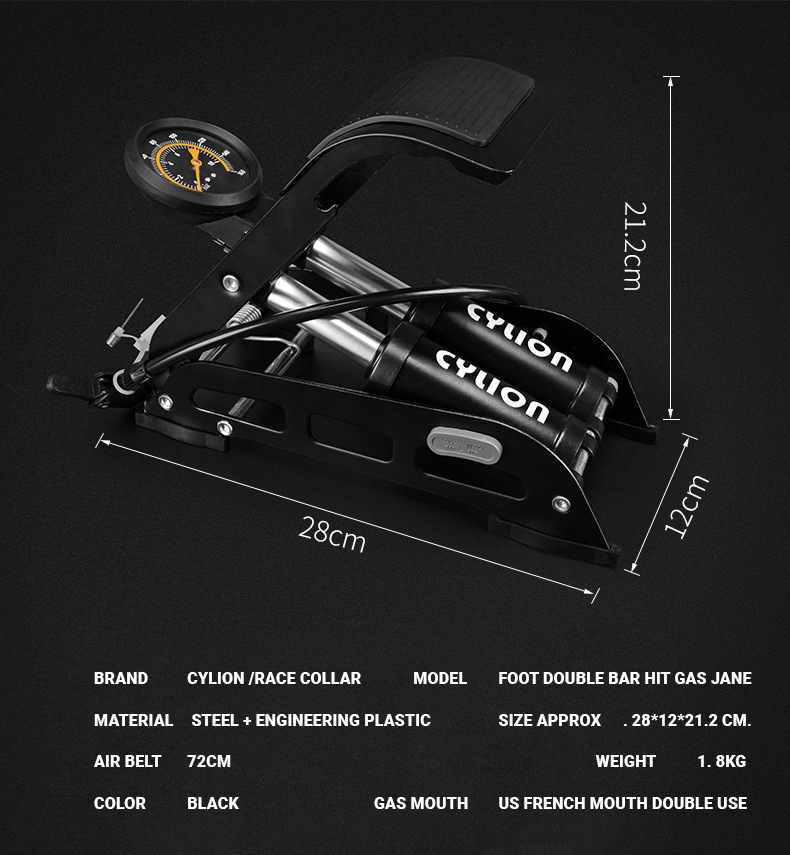 21.2cm
CYLION
CYLION
12cm
28cm
BRAND CYLION /RACE COLLAR MODEL FOOT DOUBLE BAR HIT GAS JANE
MATERIAL STEEL + ENGINEERING PLASTIC SIZE APPROX . 28*12*21.2 CM.
AIR BELT 72CM WEIGHT 1. 8KG
COLOR BLACK GAS MOUTH US FRENCH MOUTH DOUBLE USE